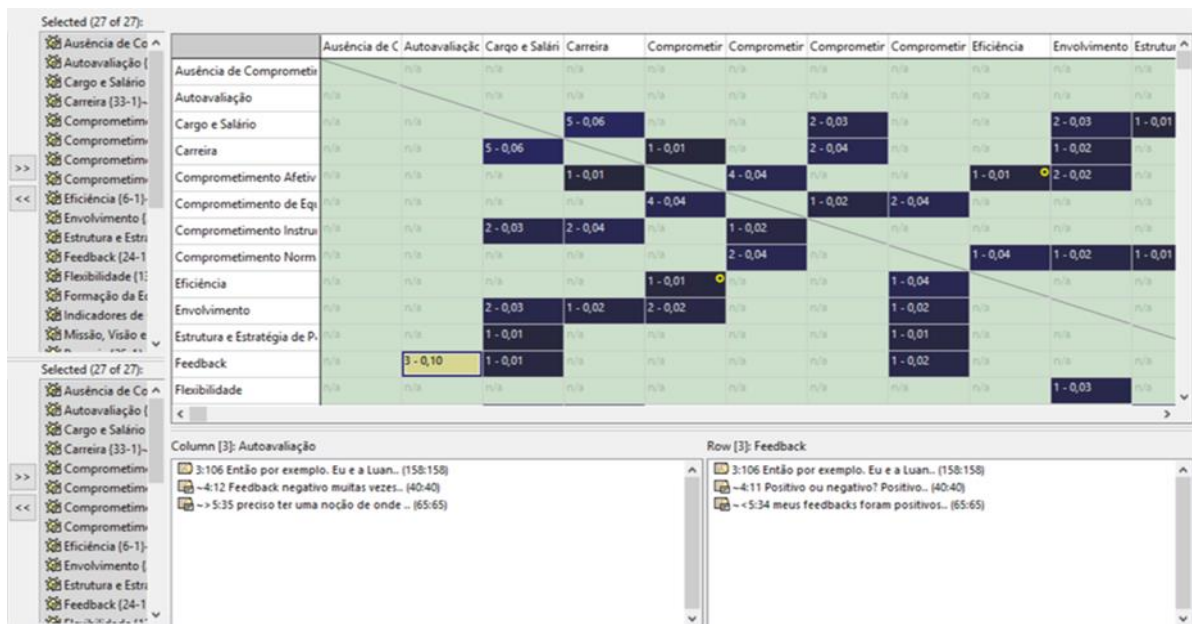 Selected (27 of 27):
Ausência de Co
Autoavaliação {
Cargo e Salário
Carreira {33-1}~
Comprometim
Comprometim
Comprometim
Comprometim
Eficiência {6-1}~
Envolvimento {
Estrutura e Estra
Feedback {24-1
Flexibilidade {13
Formação da Eq
Indicadores de
Missão, Visão e
>>
<<
Ausência de C Autoavaliaçãc Cargo e Salári Carreira Comprometir Comprometir Comprometir Comprometir Eficiência Envolvimento Estrutur
Ausência de Comprometir n/a n/a n/a n/a n/a n/a n/a n/a n/a n/a
Autoavaliação n/a n/a n/a n/a n/a n/a n/a n/a n/a n/a
Cargo e Salário n/a n/a 5 - 0,06 n/a n/a 2 - 0,03 n/a n/a 2 - 0,03 1 - 0,01
Carreira n/a n/a 5 - 0,06 1 - 0,01 n/a 2 - 0,04 n/a n/a 1 - 0,02 n/a
Comprometimento Afetiv n/a n/a n/a 1 - 0,01 4 - 0,04 n/a n/a 1 - 0,01 2 - 0,02 n/a
Comprometimento de Equ n/a n/a n/a n/a 4 - 0,04 1 - 0,02 2 - 0,04 n/a n/a n/a
Comprometimento Instru n/a n/a 2 - 0,03 2 - 0,04 n/a 1 - 0,02 n/a n/a n/a n/a
Comprometimento Norm n/a n/a n/a n/a n/a 2 - 0,04 n/a 1 - 0,04 1 - 0,02 1 - 0,01
Eficiência n/a n/a n/a n/a 1 - 0,01 n/a n/a 1 - 0,04 n/a n/a
Envolvimento n/a n/a 2 - 0,03 1 - 0,02 2 - 0,02 n/a n/a 1 - 0,02 n/a n/a
Estrutura e Estratégia de P n/a n/a 1 - 0,01 n/a n/a n/a n/a 1 - 0,01 n/a n/a
Feedback n/a 3 - 0,10 1 - 0,01 n/a n/a n/a n/a 1 - 0,02 n/a n/a n/a
Flexibilidade n/a n/a n/a n/a n/a n/a n/a n/a n/a 1 - 0,03 n/a
Selected (27 of 27):
Ausência de Co
Autoavaliação {
Cargo e Salário
Carreira {33-1}~
Comprometim
Comprometim
Comprometim
Comprometim
Eficiência {6-1}~
Envolvimento {
Estrutura e Estra
Feedback {24-1
>>
<<
Column [3]: Autoavaliação
3:106 Então por exemplo. Eu e a Luan.. (158:158)
~4:12 Feedback negativo muitas vezes.. (40:40)
~> 5:35 preciso ter uma noção de onde .. (65:65)
Row [3]: Feedback
3:106 Então por exemplo. Eu e a Luan.. (158:158)
~4:11 Positivo ou negativo? Positivo.. (40:40)
~< 5:34 meus feedbacks foram positivos.. (65:65)